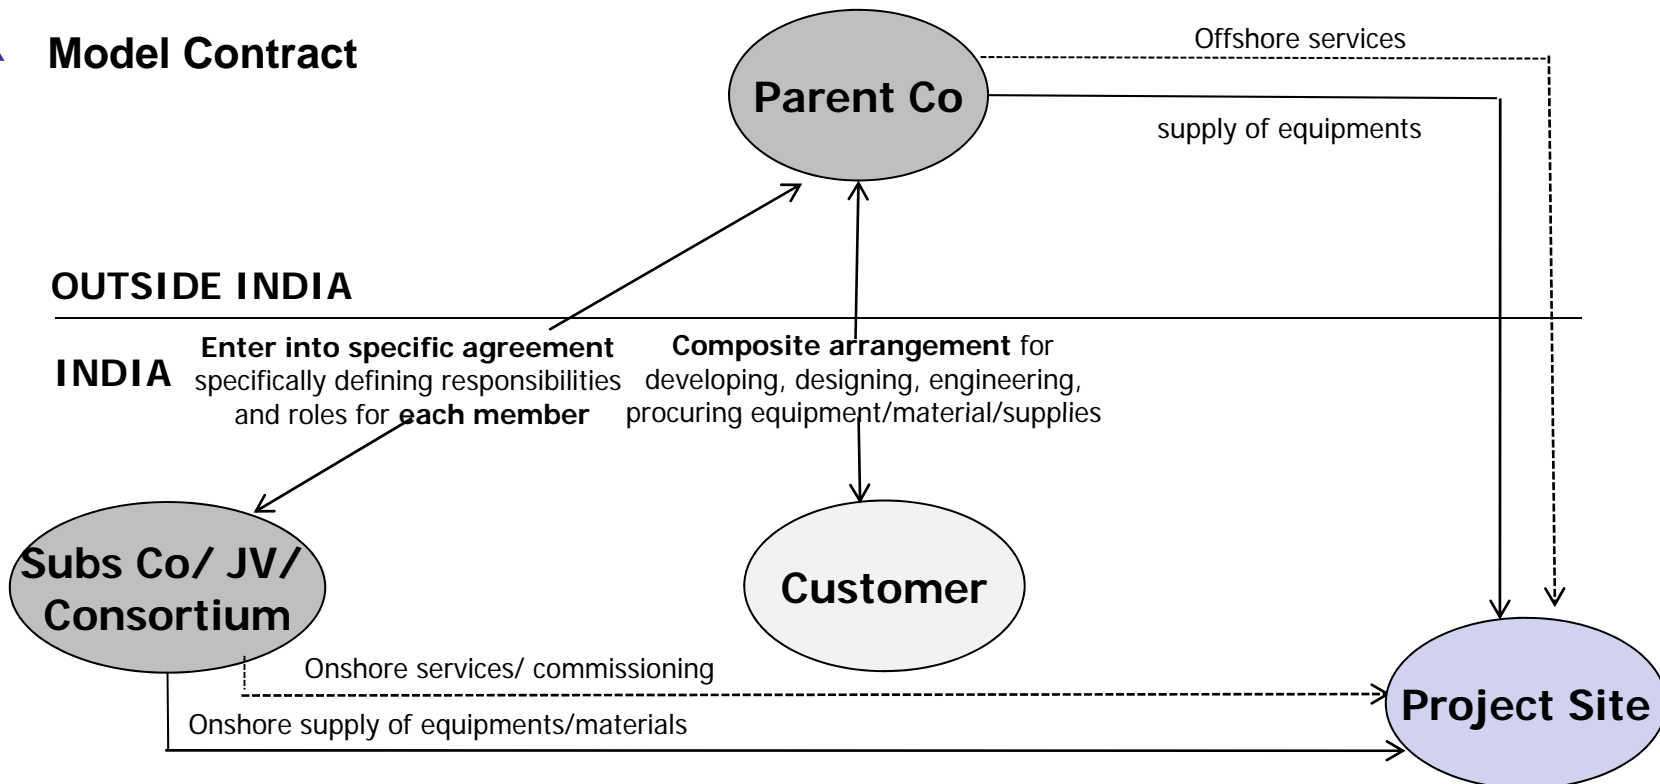 Model Contract
Offshore services
Parent Co
supply of equipments
OUTSIDE INDIA
INDIA
Enter into specific agreement
specifically defining responsibilities
and roles for each member
Composite arrangement for
developing, designing, engineering,
procuring equipment/material/supplies
Subs Co/ JV/
Consortium
Customer
Onshore services/ commissioning
Onshore supply of equipments/materials
Project Site